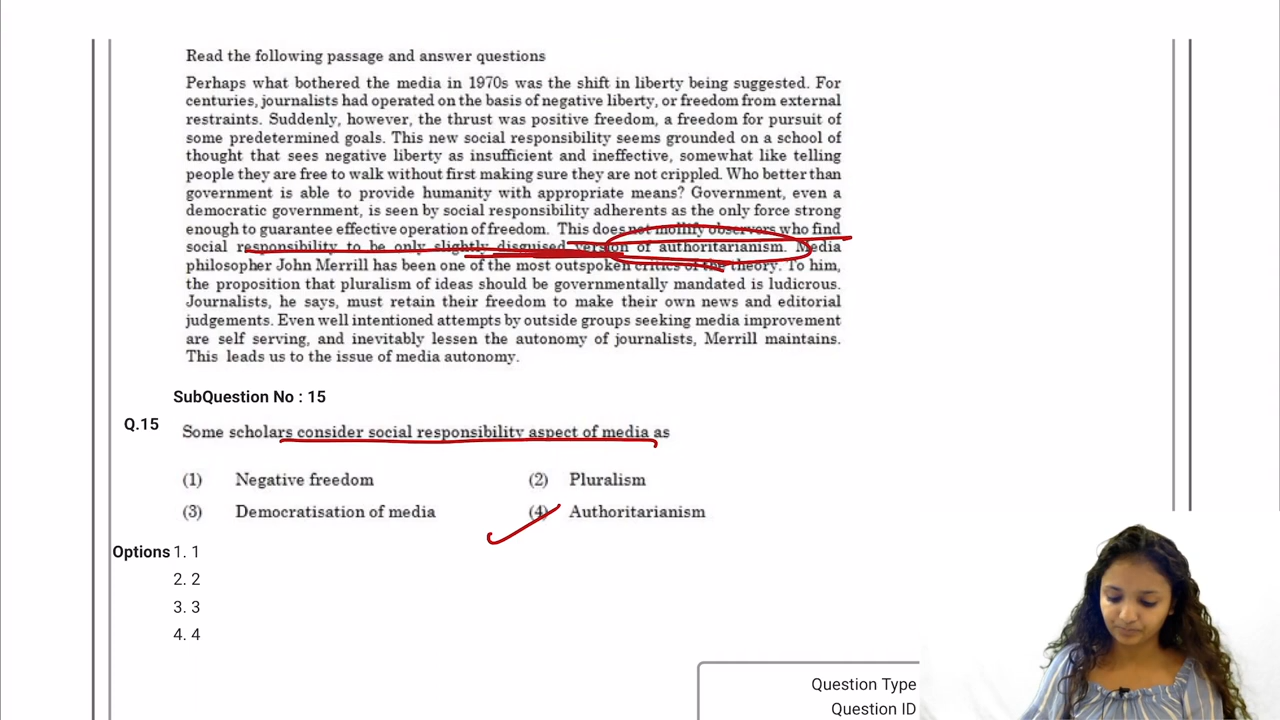 Read the following passage and answer questions
Perhaps what bothered the media in 1970s was the shift in liberty being suggested. For
centuries, journalists had operated on the basis of negative liberty, or freedom from external
restraints. Suddenly, however, the thrust was positive freedom, a freedom for pursuit of
some predetermined goals. This new social responsibility seems grounded on a school of
thought that sees negative liberty as insufficient and ineffective, somewhat like telling
people they are free to walk without first making sure they are not crippled. Who better than
government is able to provide humanity with appropriate means? Government, even a
democratic government, is seen by social responsibility adherents as the only force strong
enough to guarantee effective operation of freedom. This does not mollify observers who find
social responsibility to be only slightly disguised version of authoritarianism. Media
philosopher John Merrill has been one of the most outspoken critics of the theory. To him,
the proposition that pluralism of ideas should be governmentally mandated is ludicrous.
Journalists, he says, must retain their freedom to make their own news and editorial
judgements. Even well intentioned attempts by outside groups seeking media improvement
are self serving, and inevitably lessen the autonomy of journalists, Merrill maintains.
This leads us to the issue of media autonomy.
SubQuestion No : 15
Q.15 Some scholars consider social responsibility aspect of media as
(1) Negative freedom (2) Pluralism
(3) Democratisation of media (4) Authoritarianism
Options 1. 1
2. 2
3. 3
4. 4
Question Type
Question ID